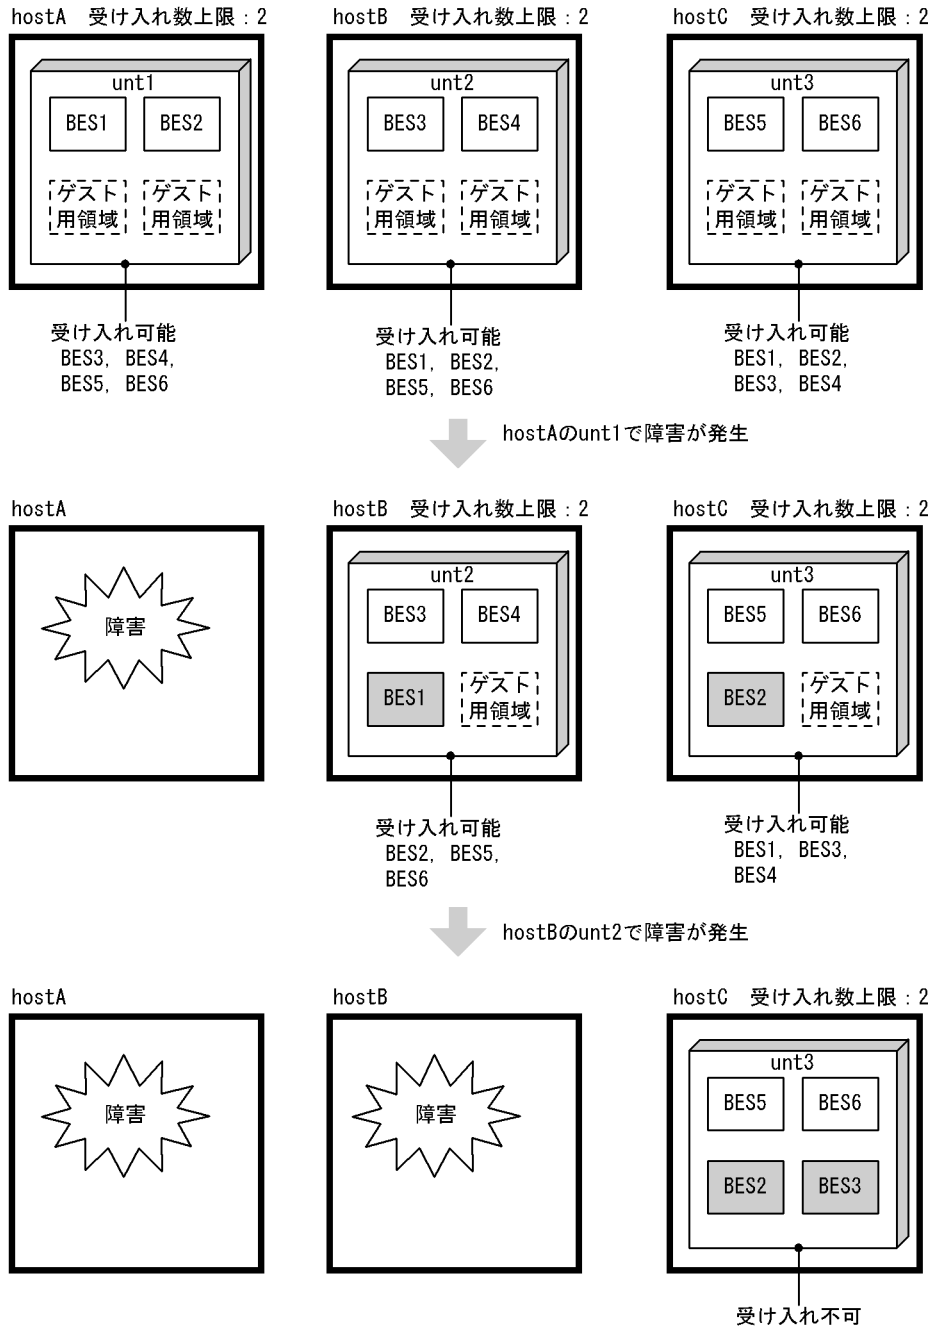 hostA　受け入れ数上限：2
hostB　受け入れ数上限：2
hostC　受け入れ数上限：2
unt1
BES1
BES2
ゲスト
用領域
ゲスト
用領域
unt2
BES3
BES4
ゲスト
用領域
ゲスト
用領域
unt3
BES5
BES6
ゲスト
用領域
ゲスト
用領域
受け入れ可能
BES3, BES4,
BES5, BES6
受け入れ可能
BES1, BES2,
BES5, BES6
受け入れ可能
BES1, BES2,
BES3, BES4
hostAのunt1で障害が発生
hostA
hostB　受け入れ数上限：2
hostC　受け入れ数上限：2
障害
unt2
BES3
BES4
BES1
ゲスト
用領域
unt3
BES5
BES6
BES2
ゲスト
用領域
受け入れ可能
BES2, BES5,
BES6
受け入れ可能
BES1, BES3,
BES4
hostBのunt2で障害が発生
hostA
hostB
hostC　受け入れ数上限：2
障害
障害
unt3
BES5
BES6
BES2
BES3
受け入れ不可